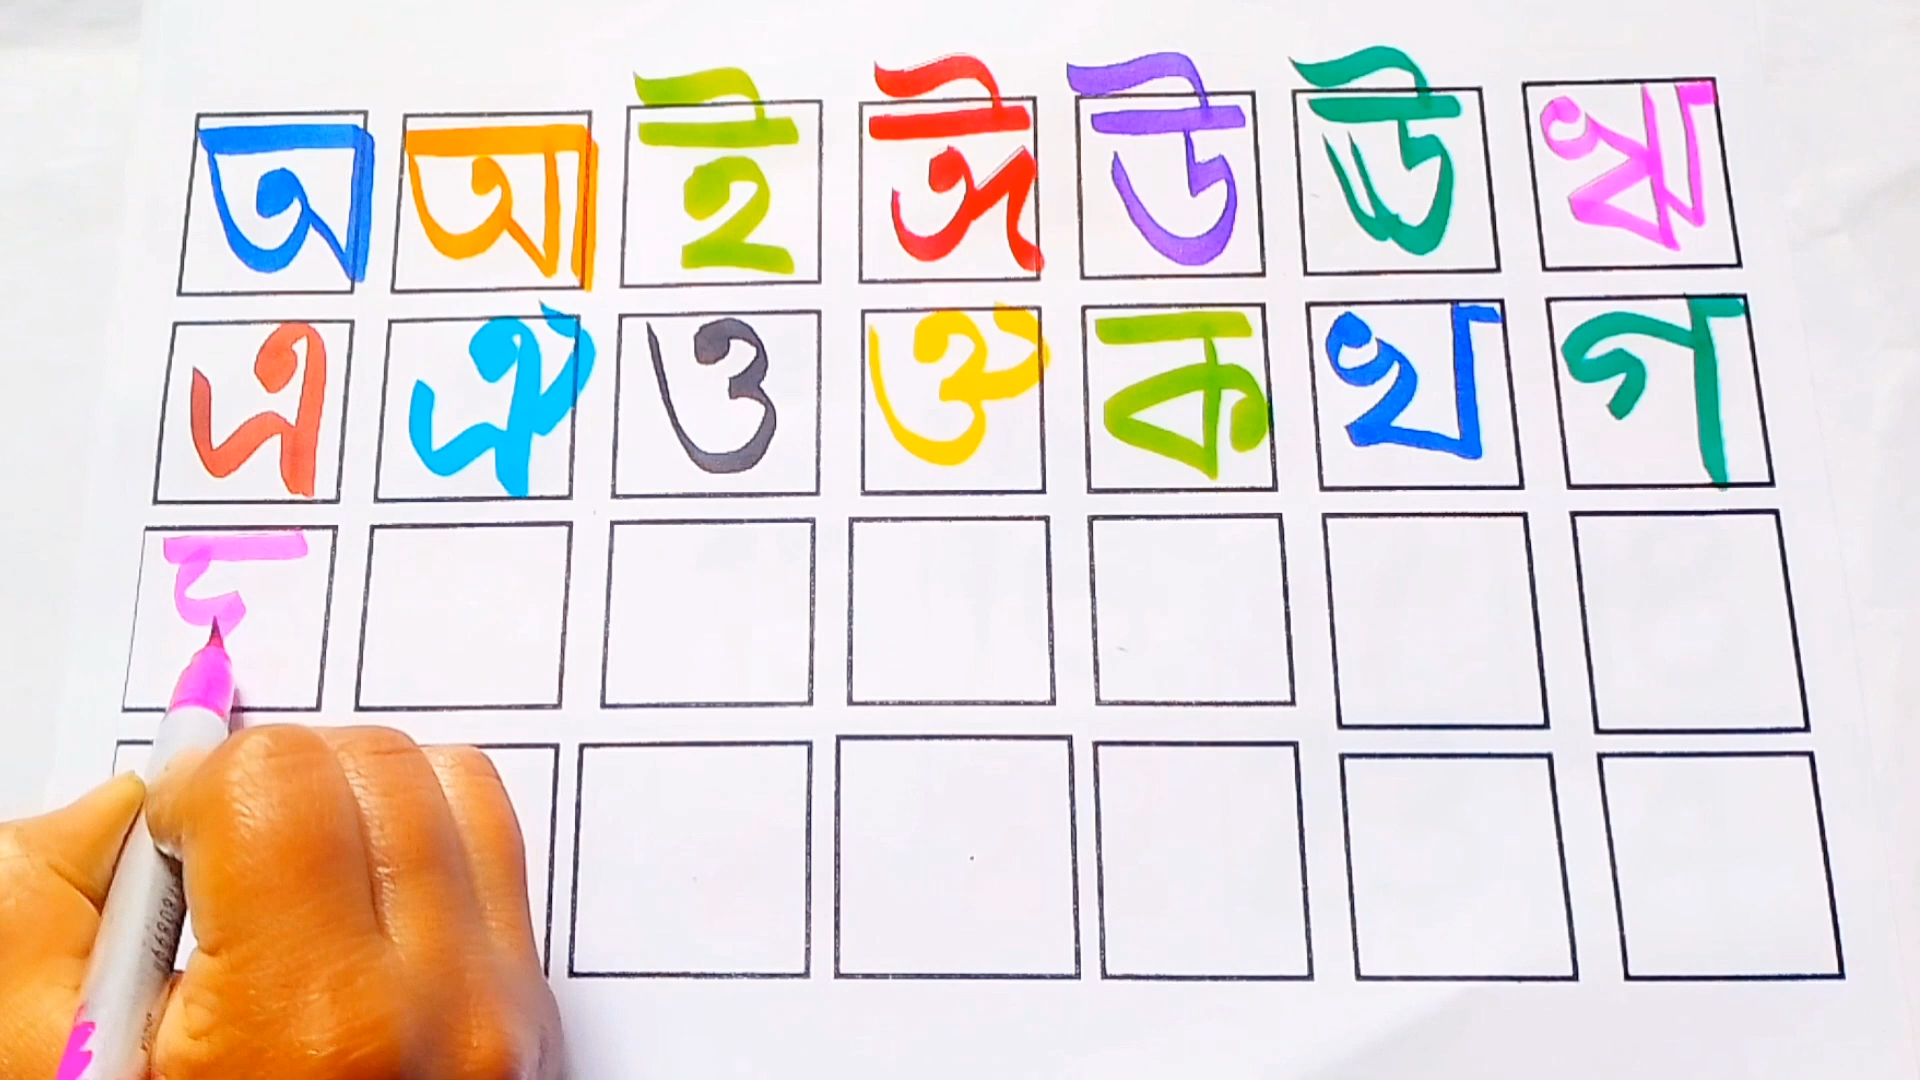 অ আ ই ঈ উ ঊ ঋ
এ ঐ ও ঔ ক খ গ